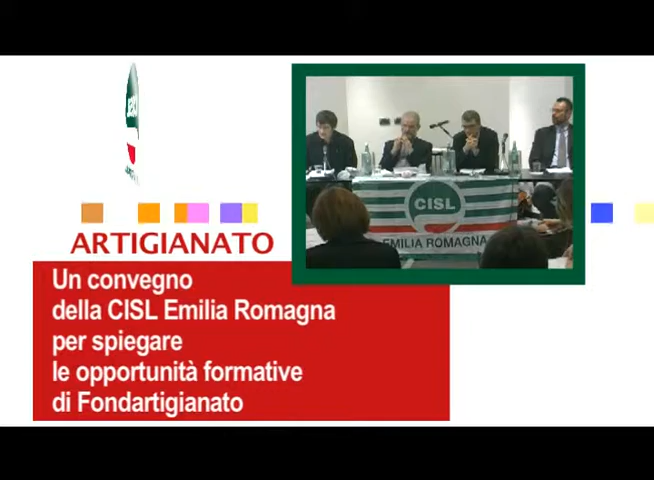 CISL
EMILIA ROMAGNA
ARTIGIANATO
Un convegno
della CISL Emilia Romagna
per spiegare
le opportunità formative
di Fondartigianato